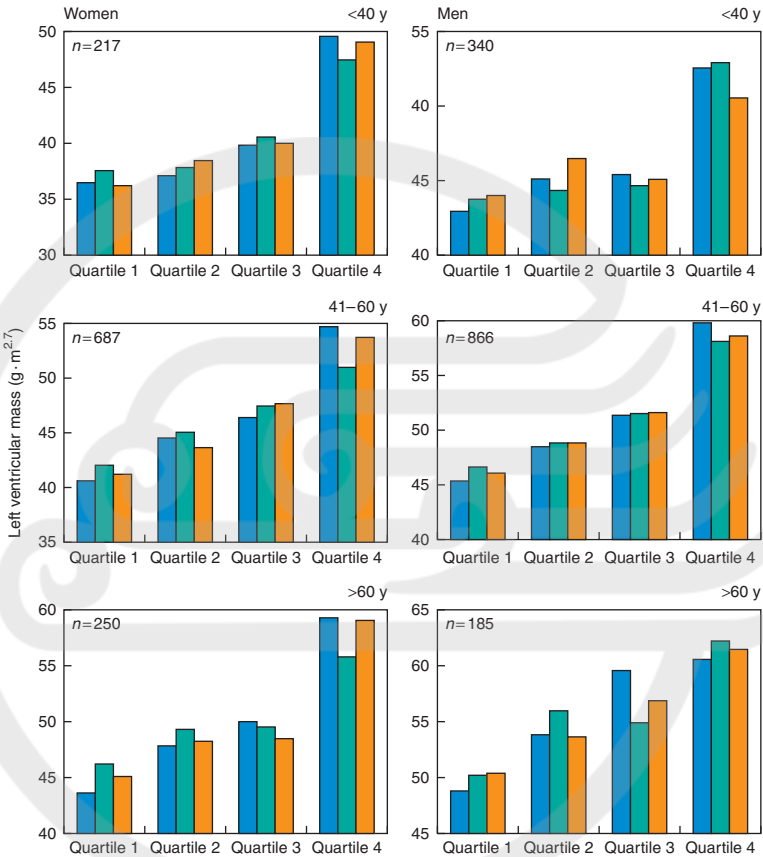 Women <40 y
50
n=217
45
40
35
30
Quartile 1 Quartile 2 Quartile 3 Quartile 4
Men <40 y
55
n=340
40
45
40
Quartile 1 Quartile 2 Quartile 3 Quartile 4
Left ventricular mass (g·m2.7)
41–60 y
55
n=687
50
45
40
35
Quartile 1 Quartile 2 Quartile 3 Quartile 4
41–60 y
60
n=866
55
50
45
40
Quartile 1 Quartile 2 Quartile 3 Quartile 4
>60 y
60
n=250
55
50
45
40
Quartile 1 Quartile 2 Quartile 3 Quartile 4
>60 y
65
n=185
60
55
50
45
Quartile 1 Quartile 2 Quartile 3 Quartile 4